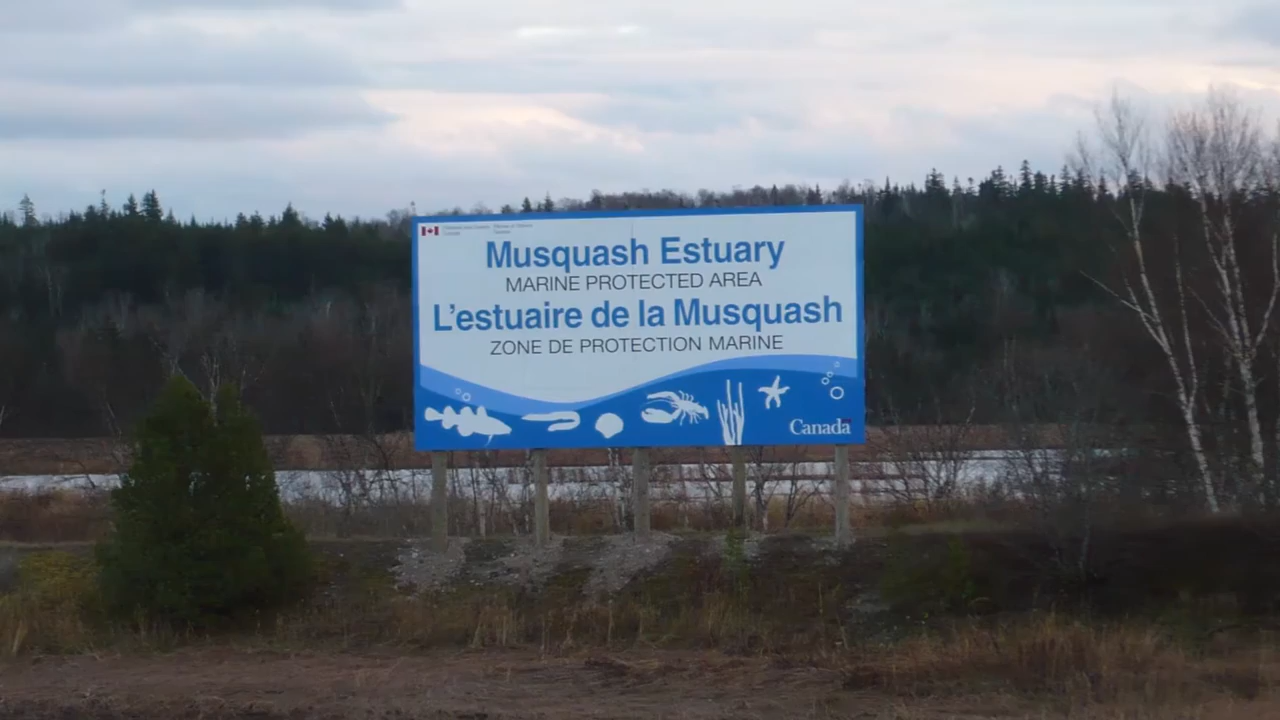 Musquash Estuary
MARINE PROTECTED AREA
L'estuaire de la Musquash
ZONE DE PROTECTION MARINE
Canada